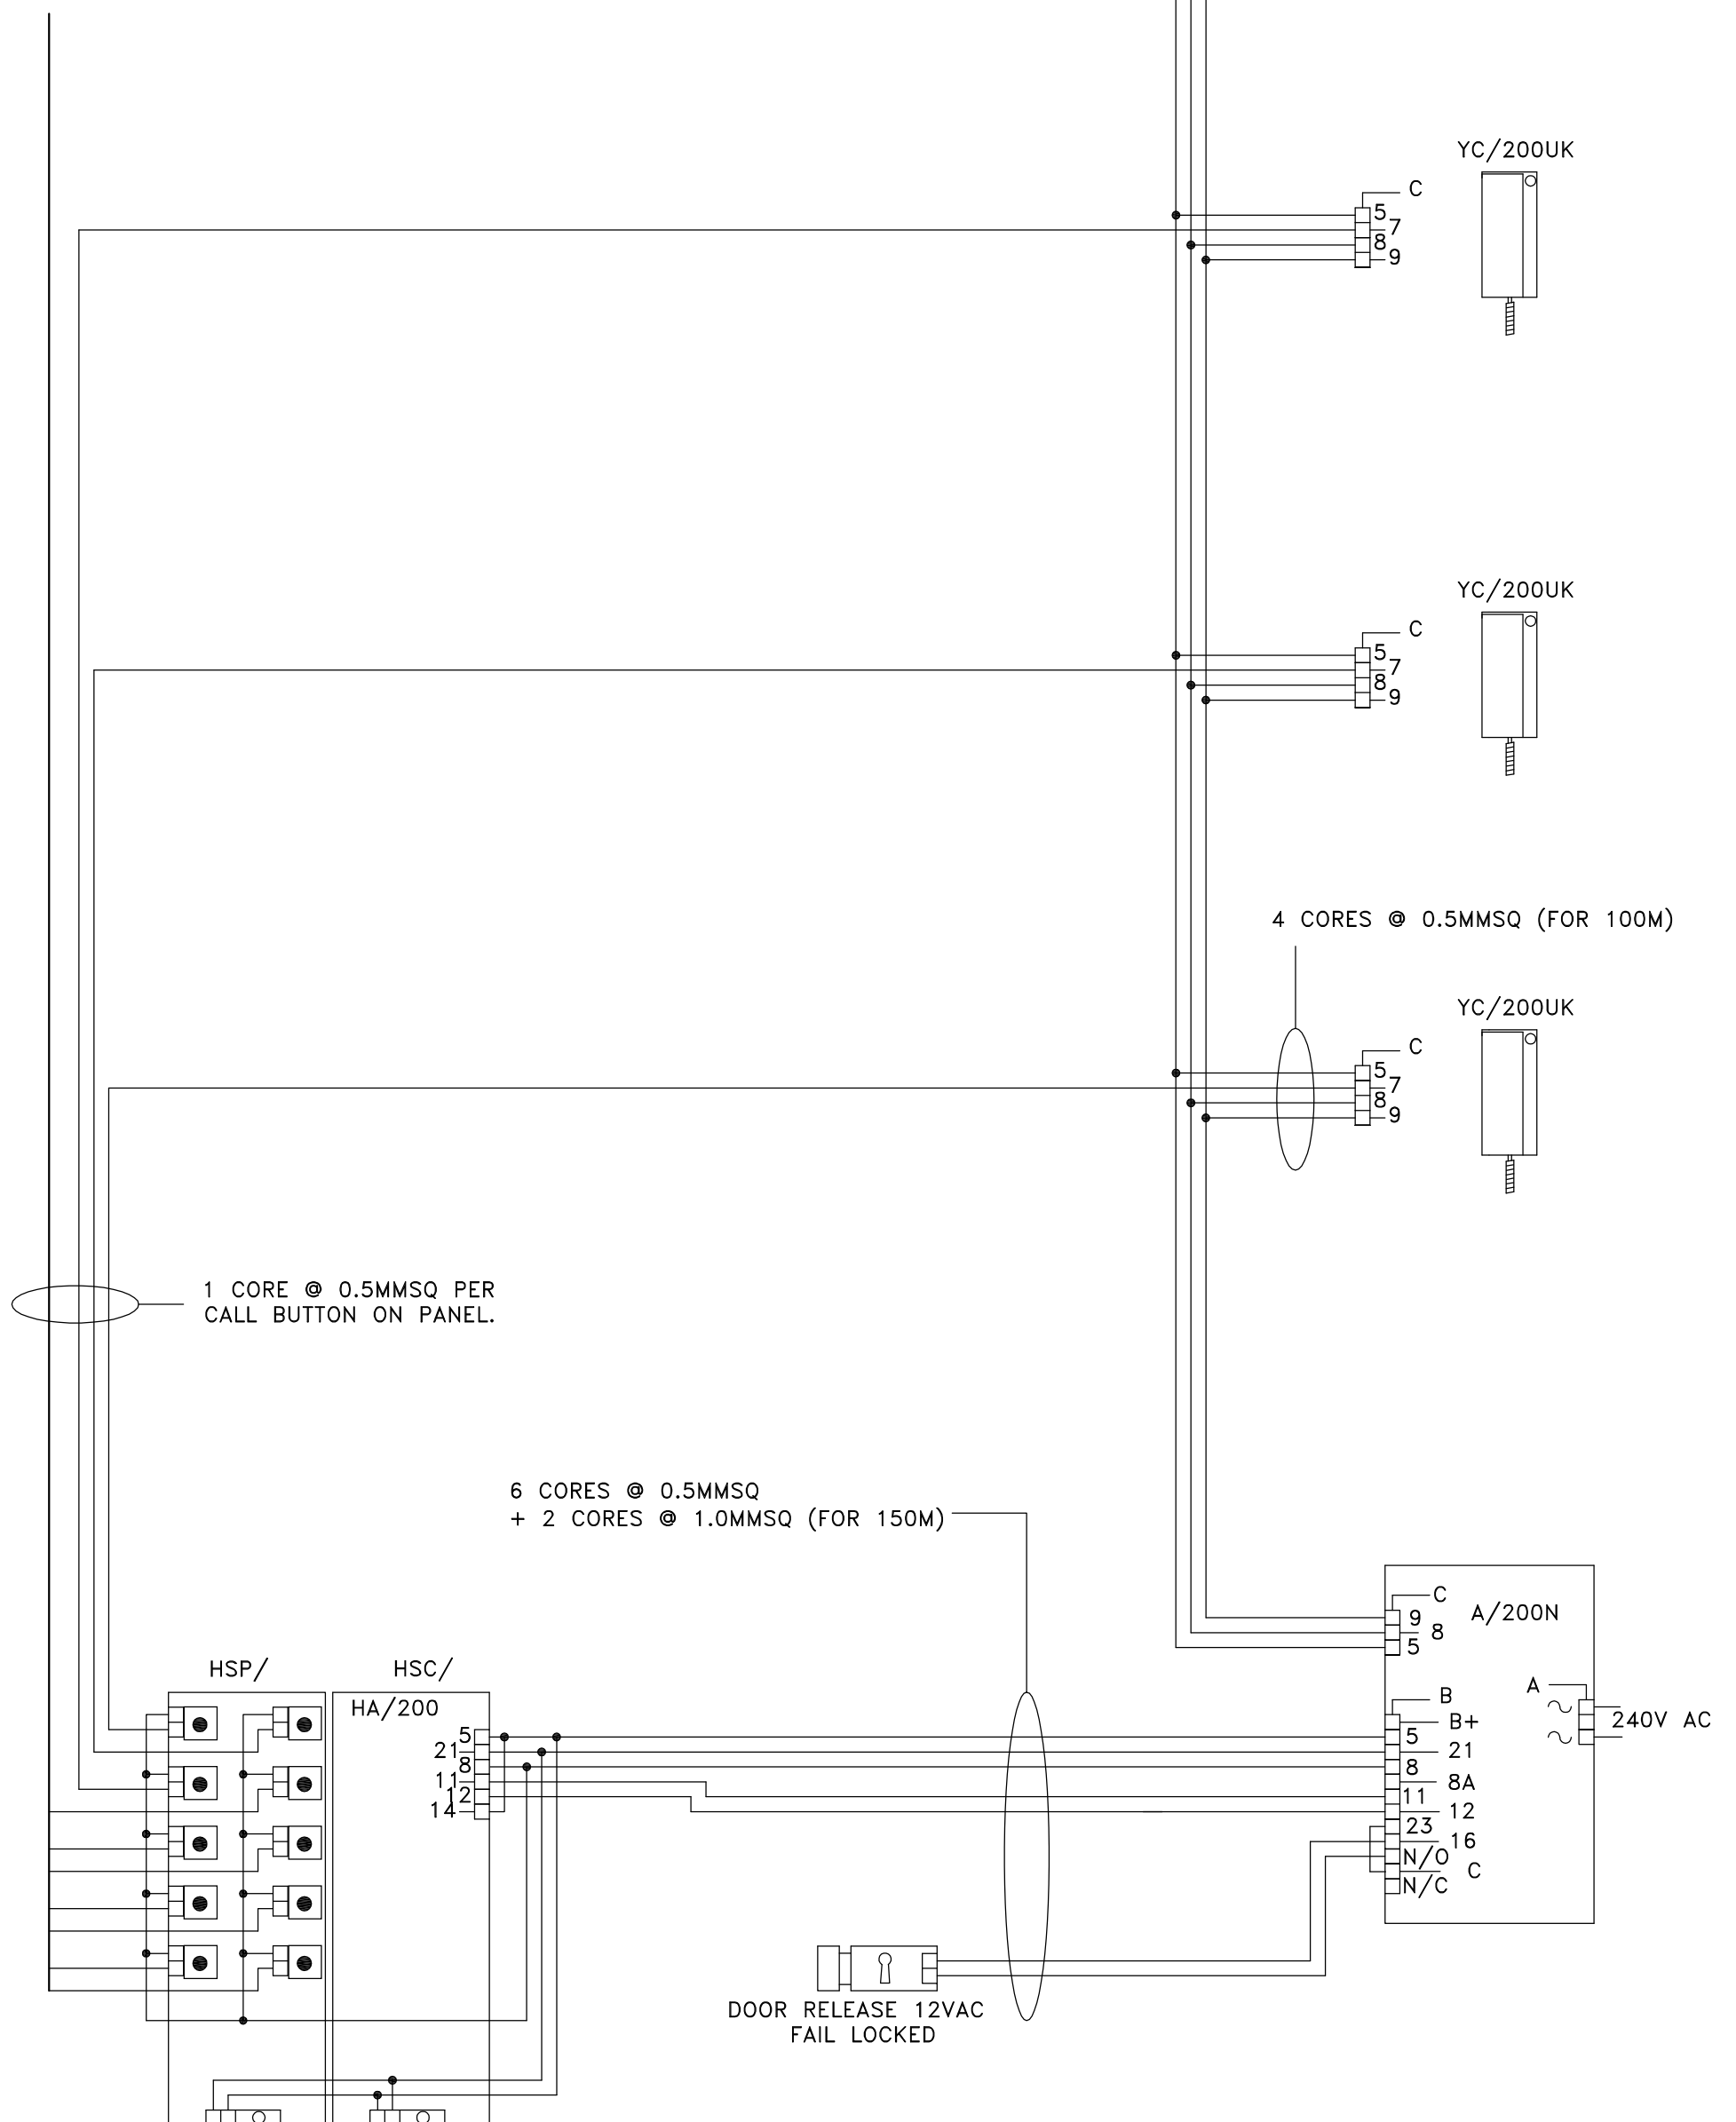 YC/200UK
C
5
7
8
9
YC/200UK
C
5
7
8
9
4 CORES @ 0.5MMSQ (FOR 100M)
YC/200UK
C
5
7
8
9
1 CORE @ 0.5MMSQ PER
CALL BUTTON ON PANEL.
6 CORES @ 0.5MMSQ
+ 2 CORES @ 1.0MMSQ (FOR 150M)
HSP/
HSC/
HA/200
5
21
8
11
12
14
A/200N
C
9
8
5
B
B+
5
21
8
8A
11
12
23
16
N/O
C
N/C
A
240V AC
DOOR RELEASE 12VAC
FAIL LOCKED